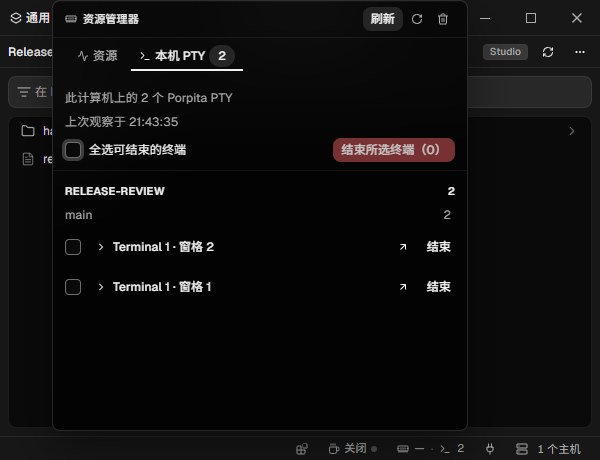 通用
资源管理器
刷新
Release
资源
本机 PTY
2
Studio
在
此计算机上的 2 个 Porpita PTY
上次观察于 21:43:35
全选可结束的终端
结束所选终端（0）
RELEASE-REVIEW
2
main
2
Terminal 1 · 窗格 2
结束
Terminal 1 · 窗格 1
结束
ha
re
关闭
— · 2
1 个主机